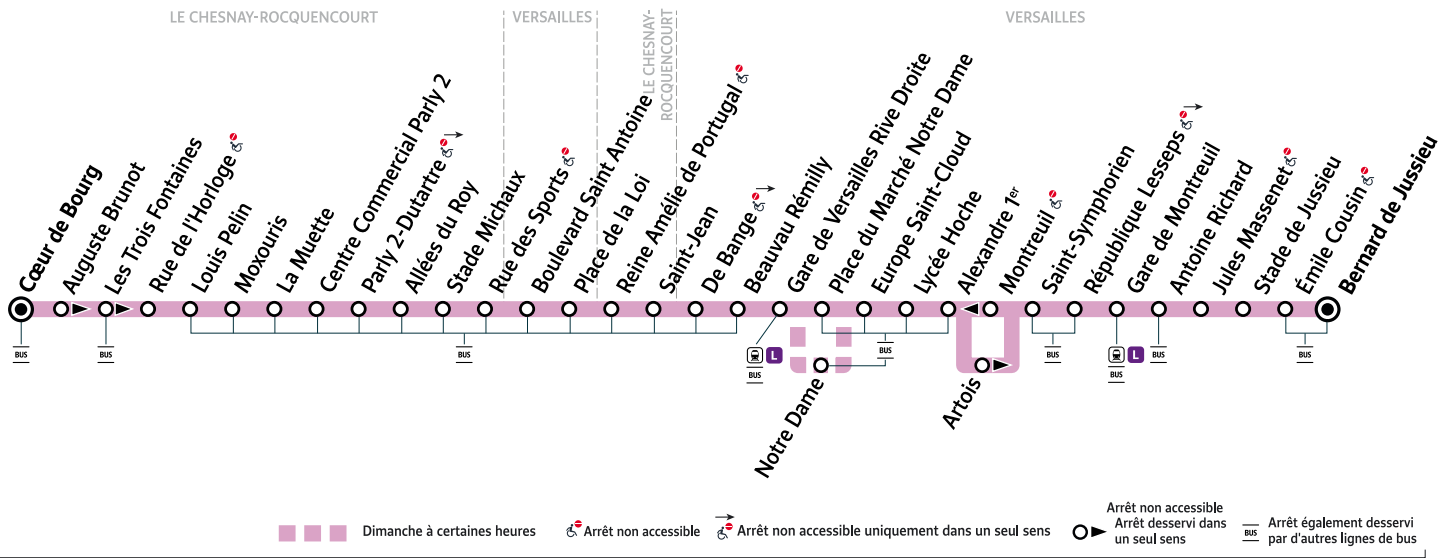 LE CHESNAY-ROCQUENCOURT
VERSAILLES
LE CHESNAY-
ROCQUENCOURT
VERSAILLES
Cœur de Bourg
Auguste Brunot
Les Trois Fontaines
Rue de l'Horloge
Louis Pelin
Moxouris
La Muette
Centre Commercial Parly 2
Parly 2-Dutartre
Allées du Roy
Stade Michaux
Rue des Sports
Boulevard Saint Antoine
Place de la Loi
Reine Amélie de Portugal
Saint-Jean
De Bange
Beauvau Rémilly
Gare de Versailles Rive Droite
Place du Marché Notre Dame
Europe Saint-Cloud
Lycée Hoche
Alexandre 1er
Montreuil
Saint-Symphorien
République Lesseps
Gare de Montreuil
Antoine Richard
Jules Massenet
Stade de Jussieu
Émile Cousin
Bernard de Jussieu
BUS
BUS
BUS
L
BUS
BUS
BUS
L
BUS
BUS
BUS
Notre Dame
Artois
Dimanche à certaines heures
Arrêt non accessible
Arrêt non accessible uniquement dans un seul sens
Arrêt non accessible
Arrêt desservi dans
un seul sens
BUS
Arrêt également desservi
par d'autres lignes de bus